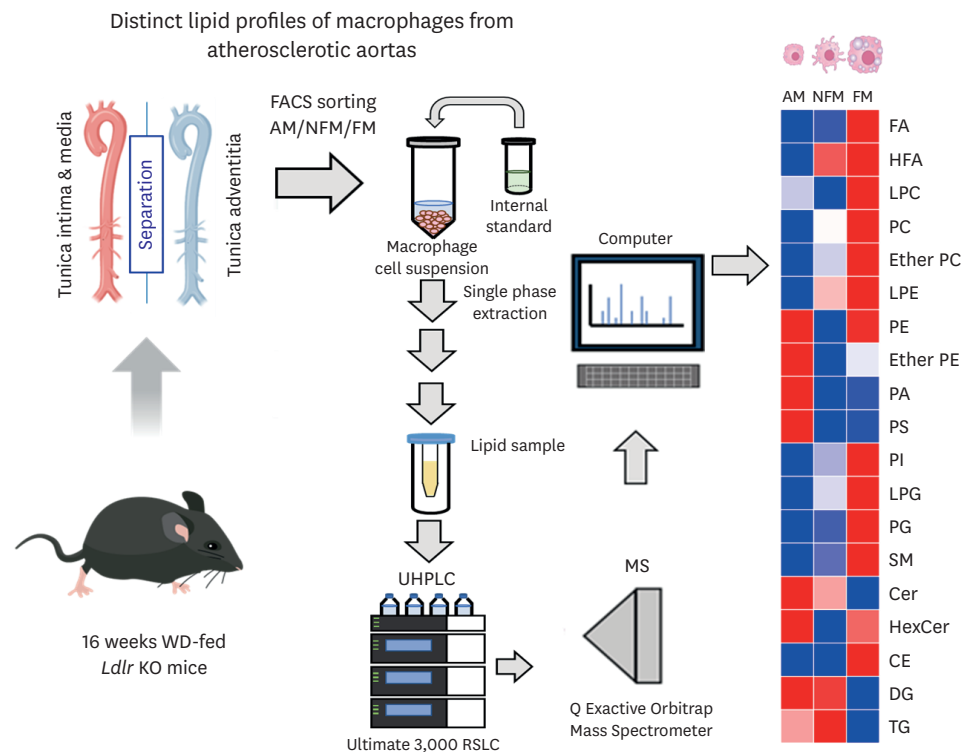 Distinct lipid profiles of macrophages from
atherosclerotic aortas
Tunica intima & media
Separation
Tunica adventitia
FACS sorting
AM/NFM/FM
Internal
standard
Macrophage
cell suspension
Single phase
extraction
Lipid sample
UHPLC
Ultimate 3,000 RSLC
16 weeks WD-fed
Ldlr KO mice
MS
Q Exactive Orbitrap
Mass Spectrometer
Computer
AM NFM FM
FA
HFA
LPC
PC
Ether PC
LPE
PE
Ether PE
PA
PS
PI
LPG
PG
SM
Cer
HexCer
CE
DG
TG